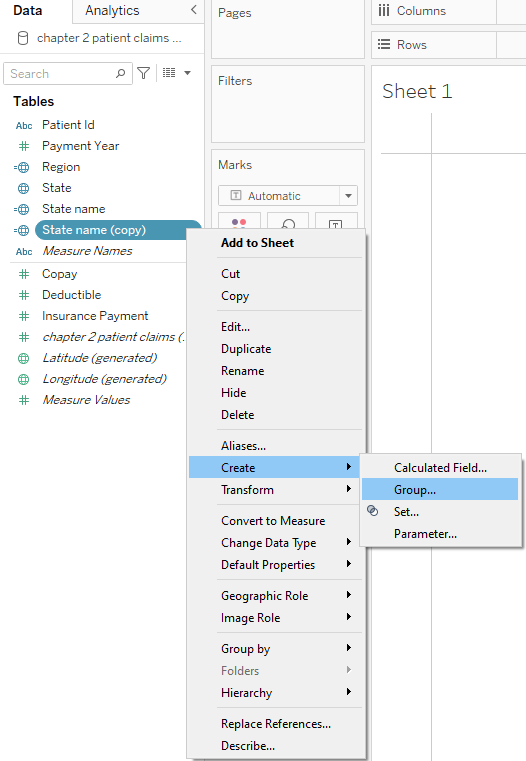 Data
Analytics
chapter 2 patient claims ...
Search
Tables
Abc Patient Id
# Payment Year
Region
State
State name
State name (copy)
Abc Measure Names
# Copay
# Deductible
# Insurance Payment
# chapter 2 patient claims (.
Latitude (generated)
Longitude (generated)
# Measure Values
Pages
Filters
Marks
T Automatic
T
Columns
Rows
Sheet 1
Add to Sheet
Cut
Copy
Edit...
Duplicate
Rename
Hide
Delete
Aliases...
Create
Transform
Convert to Measure
Change Data Type
Default Properties
Geographic Role
Image Role
Group by
Folders
Hierarchy
Replace References...
Describe...
Calculated Field...
Group...
Set...
Parameter...